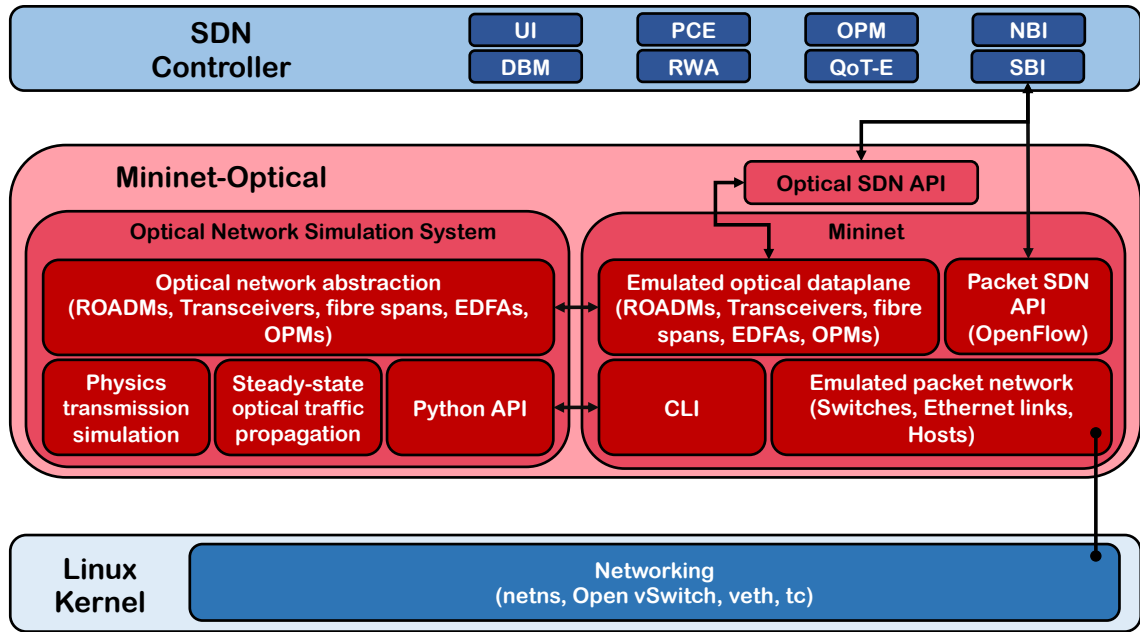 SDN
Controller
UI
PCE
OPM
NBI
DBM
RWA
QoT-E
SBI
Mininet-Optical
Optical SDN API
Optical Network Simulation System
Optical network abstraction
(ROADMs, Transceivers, fibre spans, EDFAs,
OPMs)
Physics
transmission
simulation
Steady-state
optical traffic
propagation
Python API
Mininet
Emulated optical dataplane
(ROADMs, Transceivers, fibre
spans, EDFAs, OPMs)
Packet SDN
API
(OpenFlow)
CLI
Emulated packet network
(Switches, Ethernet links,
Hosts)
Linux
Kernel
Networking
(netns, Open vSwitch, veth, tc)